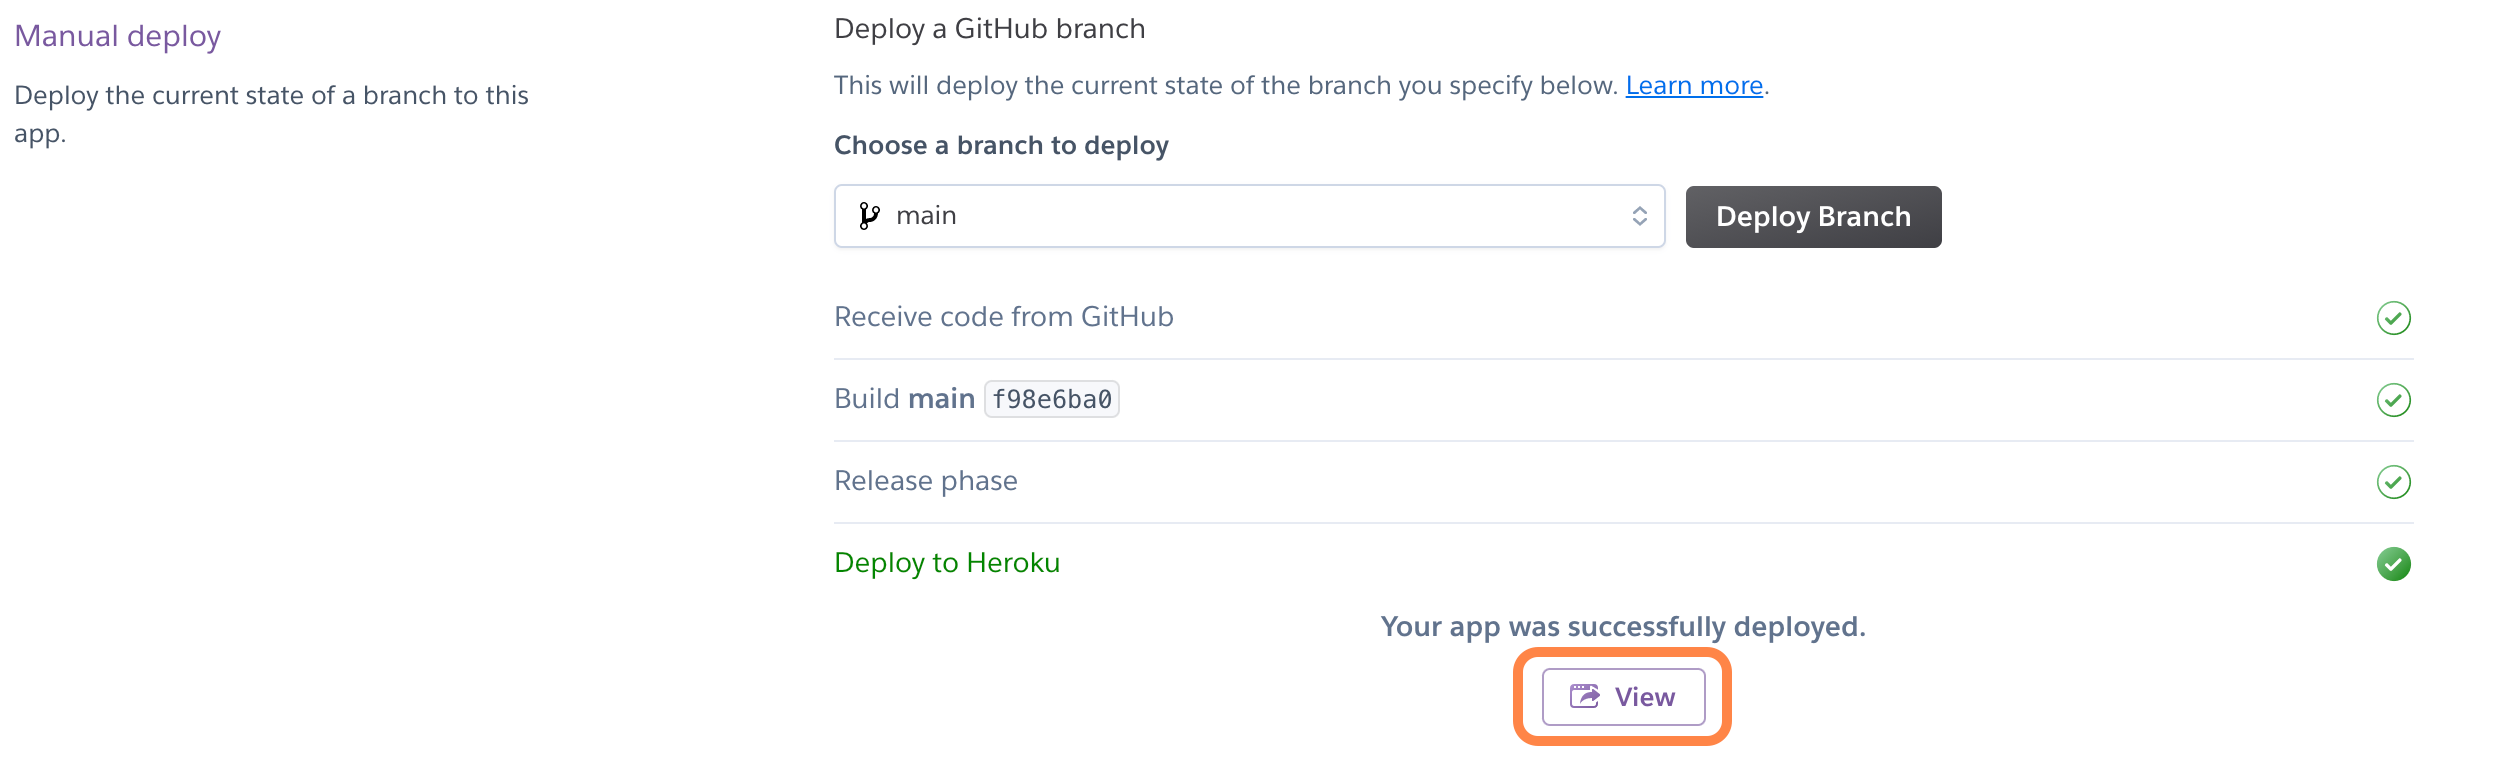 Manual deploy
Deploy the current state of a branch to this
app.
Deploy a GitHub branch
This will deploy the current state of the branch you specify below. Learn more.
Choose a branch to deploy
main
Deploy Branch
Receive code from GitHub
Build main f98e6ba0
Release phase
Deploy to Heroku
Your app was successfully deployed.
View